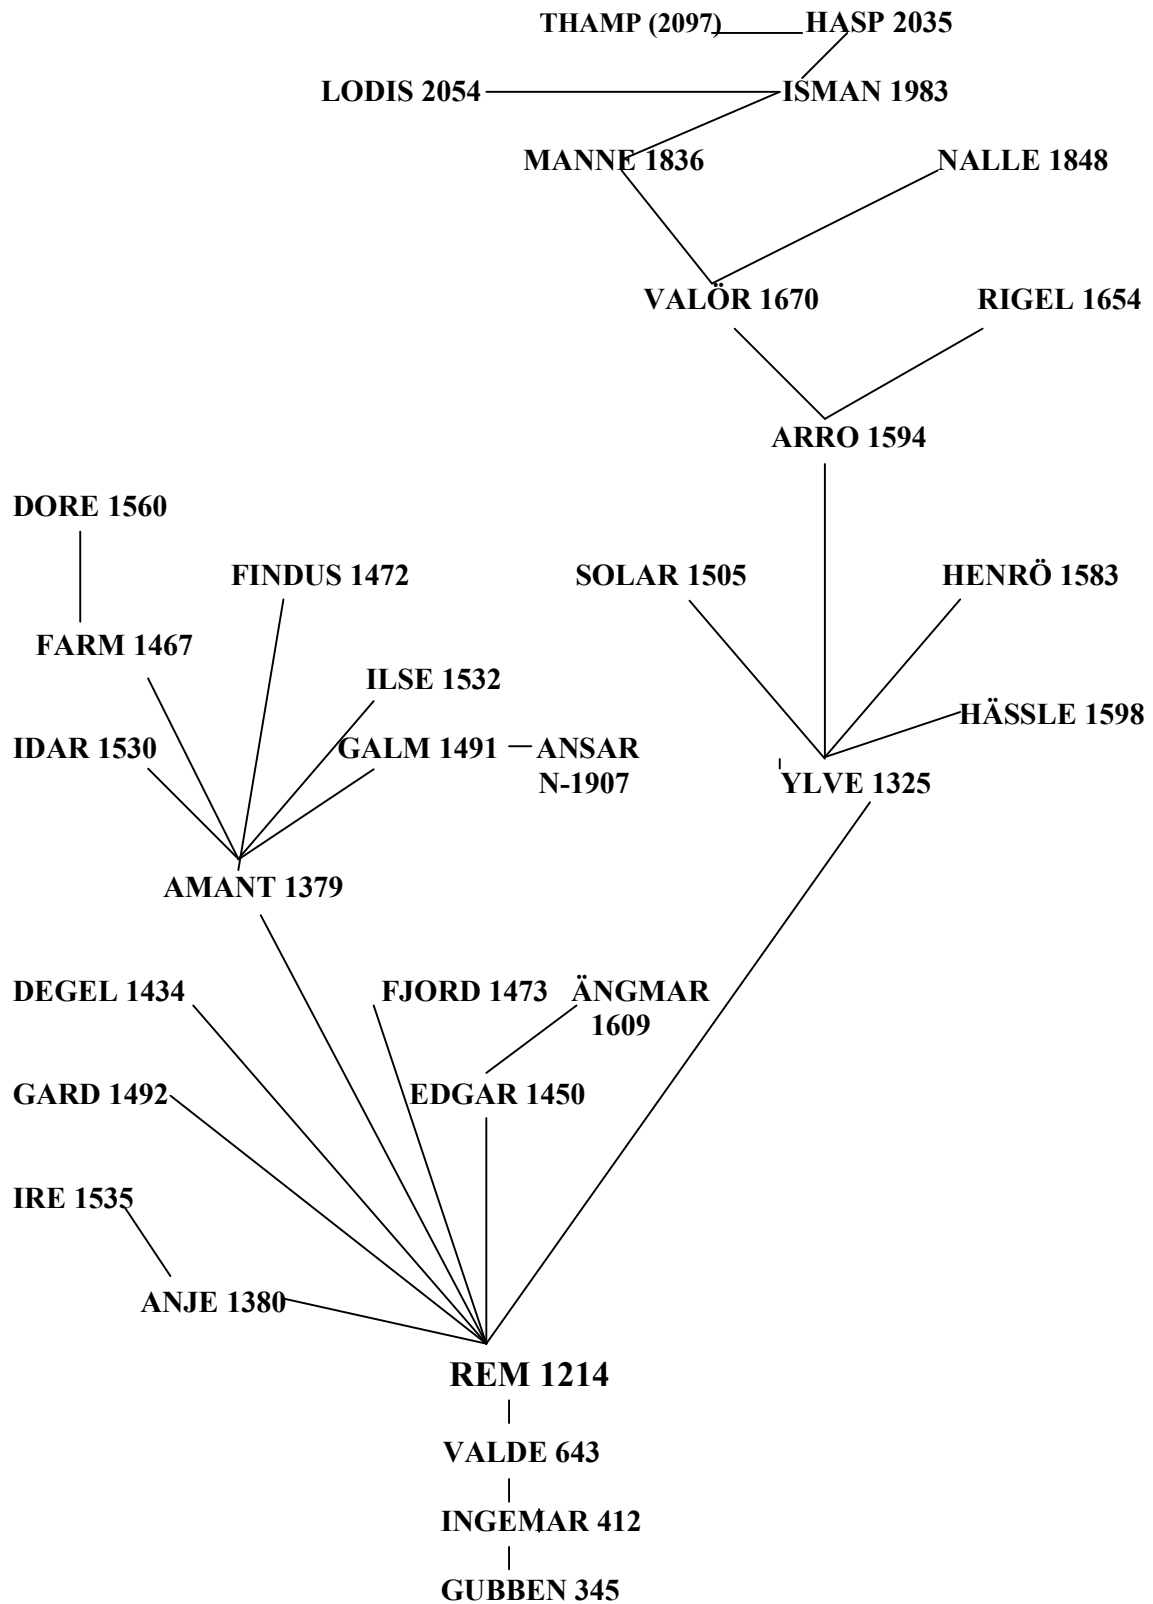 THAMP (2097) HASP 2035
LODIS 2054 ISMAN 1983
MANNE 1836 NALLE 1848
VALÖR 1670 RIGEL 1654
ARRO 1594
DORE 1560
FINDUS 1472 SOLAR 1505 HENRÖ 1583
FARM 1467
ILSE 1532
HÄSSLE 1598
IDAR 1530 GALM 1491 ANSAR
N-1907 YLVE 1325
AMANT 1379
DEGEL 1434 FJORD 1473 ÄNGMAR
1609
GARD 1492 EDGAR 1450
IRE 1535
ANJE 1380
REM 1214
VALDE 643
INGEMAR 412
GUBBEN 345